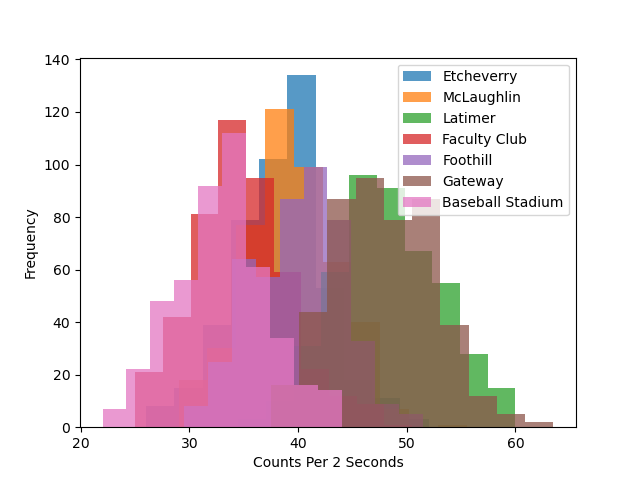 140
120
100
80
60
40
20
0
Frequency
20 30 40 50 60
Counts Per 2 Seconds
Etcheverry
McLaughlin
Latimer
Faculty Club
Foothill
Gateway
Baseball Stadium